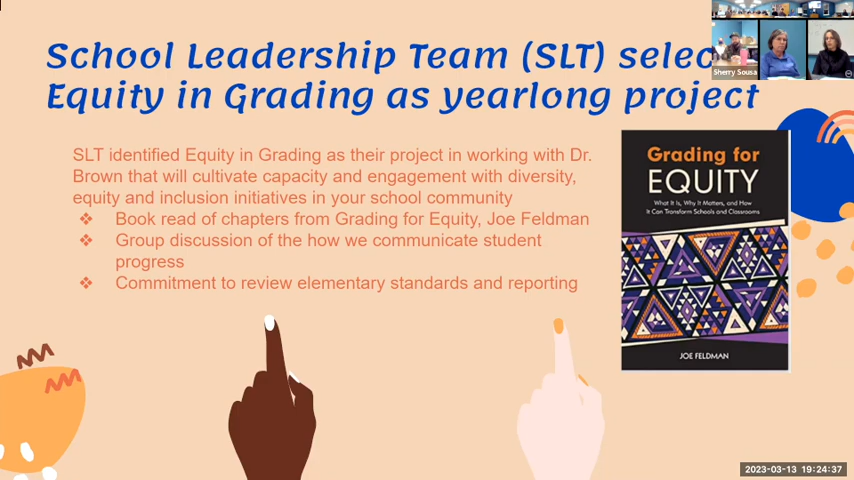 School Leadership Team (SLT) selec
Equity in Grading as yearlong project
Sherry Sousa
SLT identified Equity in Grading as their project in working with Dr.
Brown that will cultivate capacity and engagement with diversity,
equity and inclusion initiatives in your school community
❖ Book read of chapters from Grading for Equity, Joe Feldman
❖ Group discussion of the how we communicate student
progress
❖ Commitment to review elementary standards and reporting
Grading for
EQUITY
What It Is, Why It Matters, and How
It Can Transform Schools and Classrooms
JOE FELDMAN
2023-03-13 19:24:37